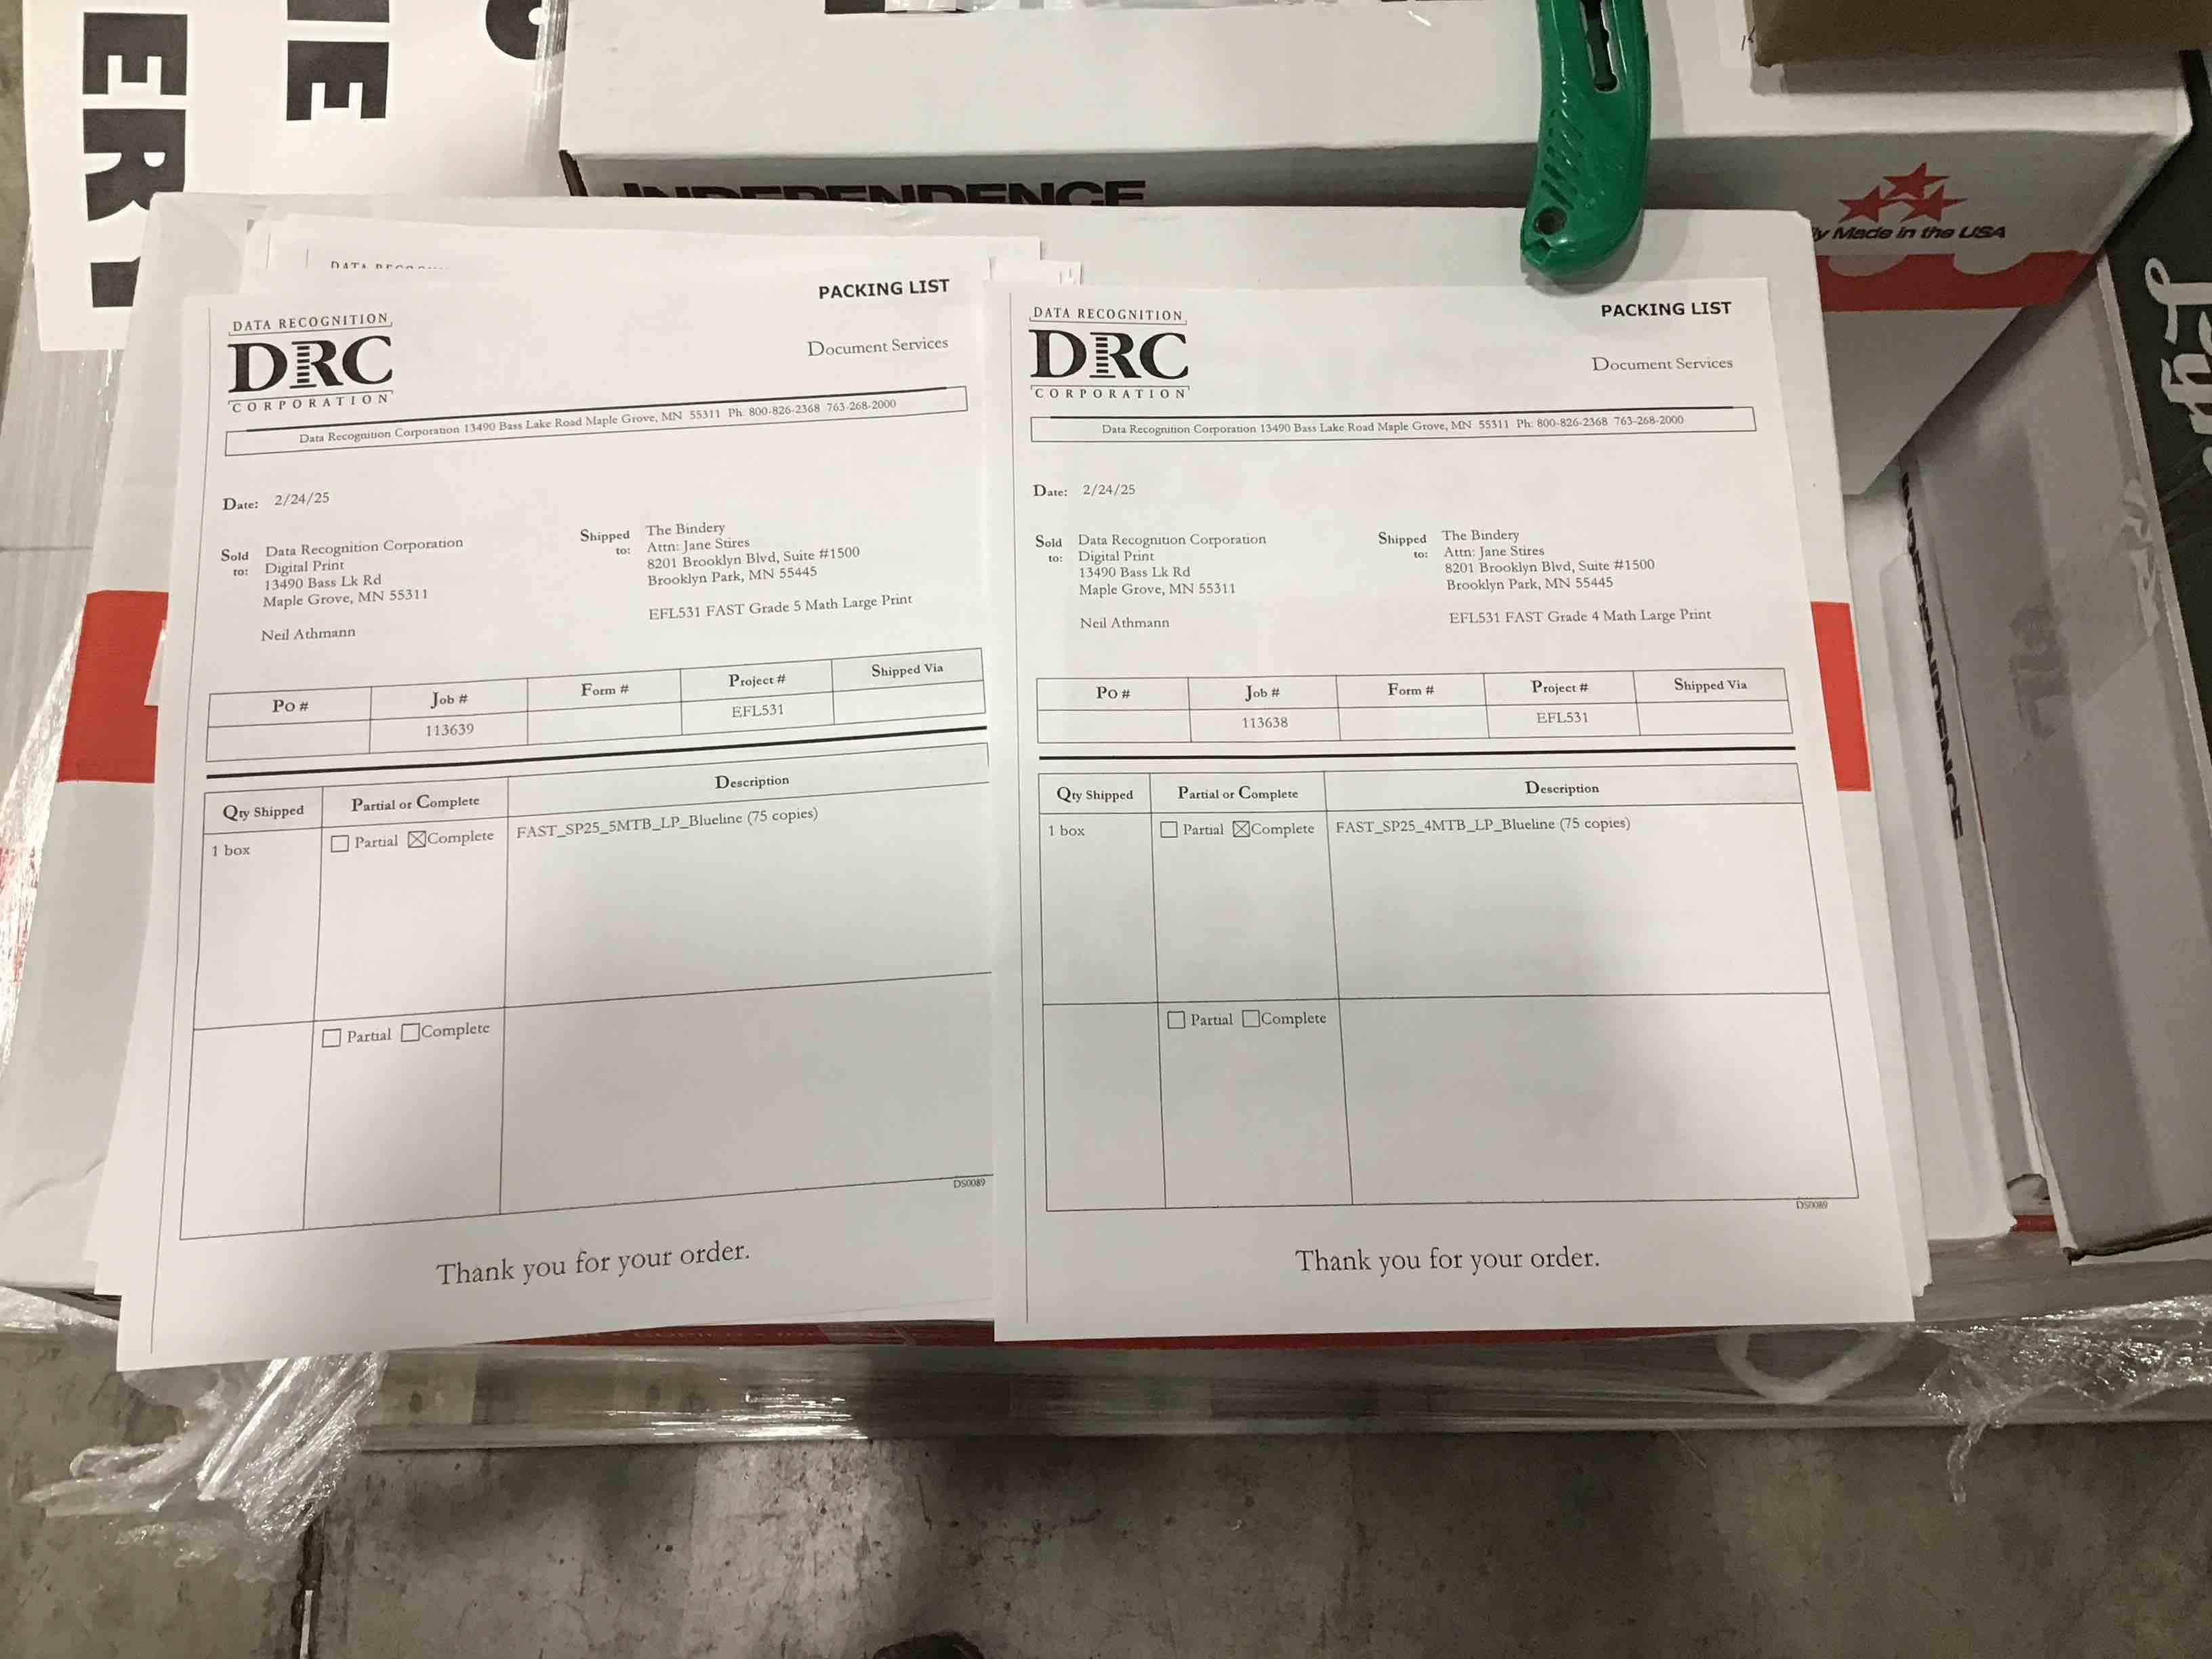 INDEPENDENCE
y Made in the USA
DATA RECOGNITION
DRC
CORPORATION
PACKING LIST
Document Services
Data Recognition Corporation 13490 Bass Lake Road Maple Grove, MN 55311 Ph: 800-826-2368 763-268-2000
Date: 2/24/25
Sold to: Data Recognition Corporation
Digital Print
13490 Bass Lk Rd
Maple Grove, MN 55311
Neil Athmann
Shipped to: The Bindery
Attn: Jane Stires
8201 Brooklyn Blvd, Suite #1500
Brooklyn Park, MN 55445
EFL531 FAST Grade 5 Math Large Print
Po # Job # Form # Project # Shipped Via
113639 EFL531
Qty Shipped Partial or Complete Description
1 box Partial Complete FAST_SP25_5MTB_LP_Blueline (75 copies)
Partial Complete
DS0089
Thank you for your order.
DATA RECOGNITION
DRC
CORPORATION
PACKING LIST
Document Services
Data Recognition Corporation 13490 Bass Lake Road Maple Grove, MN 55311 Ph: 800-826-2368 763-268-2000
Date: 2/24/25
Sold to: Data Recognition Corporation
Digital Print
13490 Bass Lk Rd
Maple Grove, MN 55311
Neil Athmann
Shipped to: The Bindery
Attn: Jane Stires
8201 Brooklyn Blvd, Suite #1500
Brooklyn Park, MN 55445
EFL531 FAST Grade 4 Math Large Print
Po # Job # Form # Project # Shipped Via
113638 EFL531
Qty Shipped Partial or Complete Description
1 box Partial Complete FAST_SP25_4MTB_LP_Blueline (75 copies)
Partial Complete
DS0089
Thank you for your order.
INDEPENDENCE